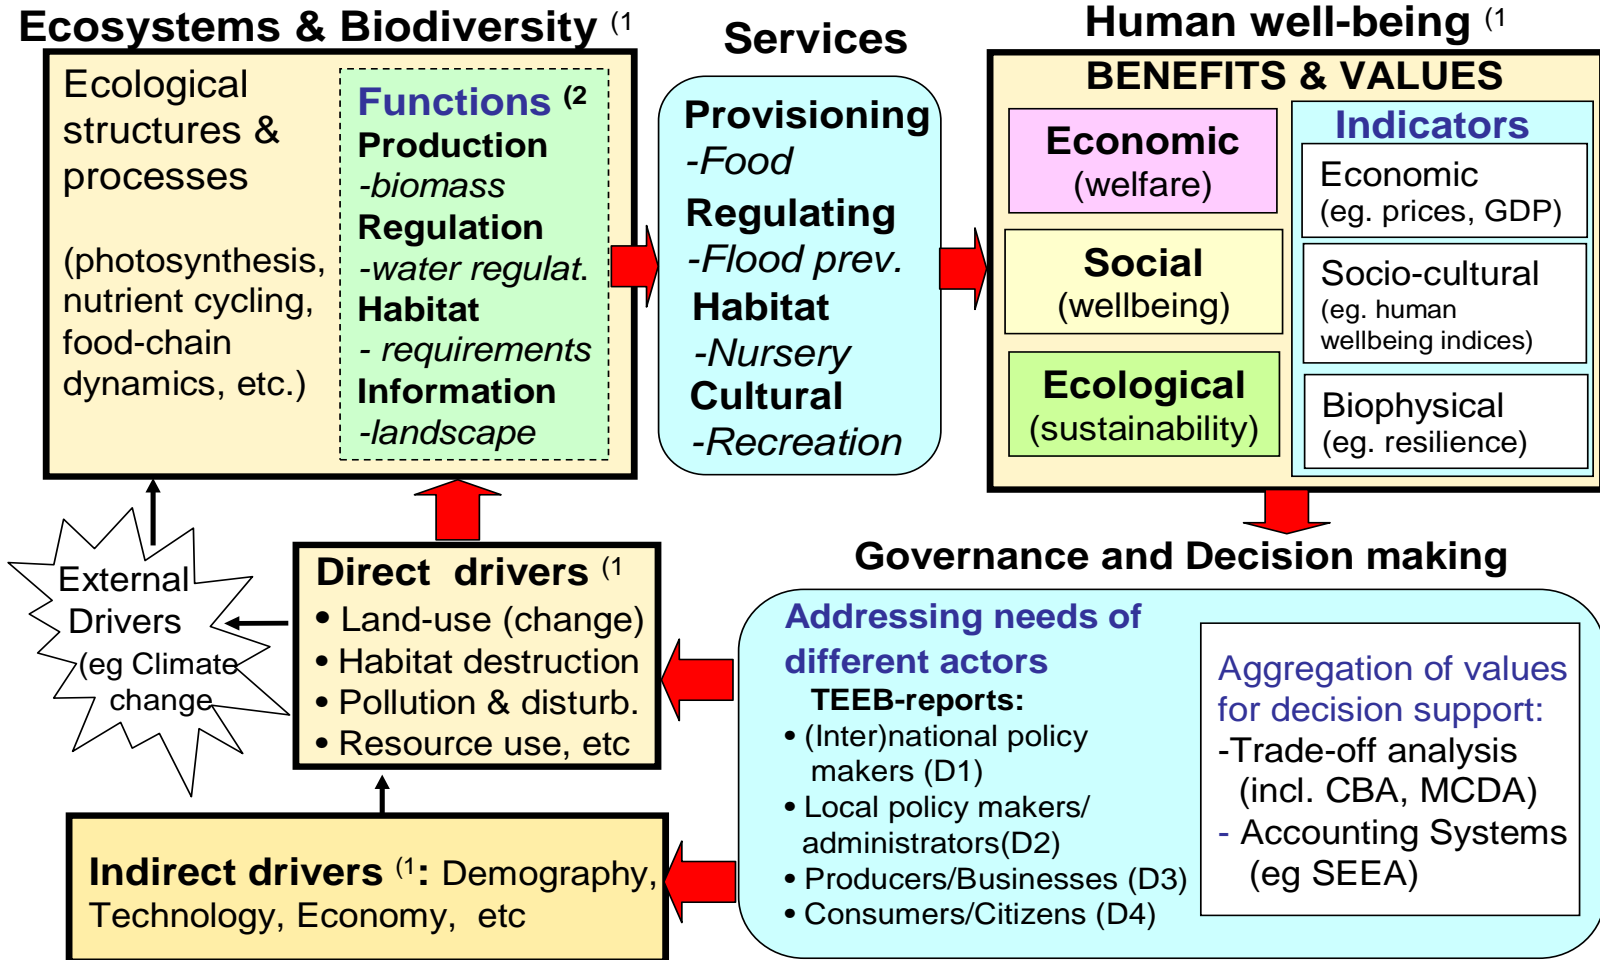 Ecosystems & Biodiversity (1
Ecological
structures &
processes
(photosynthesis,
nutrient cycling,
food-chain
dynamics, etc.)
Functions (2
Production
-biomass
Regulation
-water regulat.
Habitat
- requirements
Information
-landscape
Services
Provisioning
-Food
Regulating
-Flood prev.
Habitat
-Nursery
Cultural
-Recreation
Human well-being (1
BENEFITS & VALUES
Economic
(welfare)
Social
(wellbeing)
Ecological
(sustainability)
Indicators
Economic
(eg. prices, GDP)
Socio-cultural
(eg. human
wellbeing indices)
Biophysical
(eg. resilience)
External
Drivers
(eg Climate
change
Direct drivers (1
• Land-use (change)
• Habitat destruction
• Pollution & disturb.
• Resource use, etc
Indirect drivers (1: Demography,
Technology, Economy, etc
Governance and Decision making
Addressing needs of
different actors
TEEB-reports:
• (Inter)national policy
makers (D1)
• Local policy makers/
administrators(D2)
• Producers/Businesses (D3)
• Consumers/Citizens (D4)
Aggregation of values
for decision support:
-Trade-off analysis
(incl. CBA, MCDA)
- Accounting Systems
(eg SEEA)